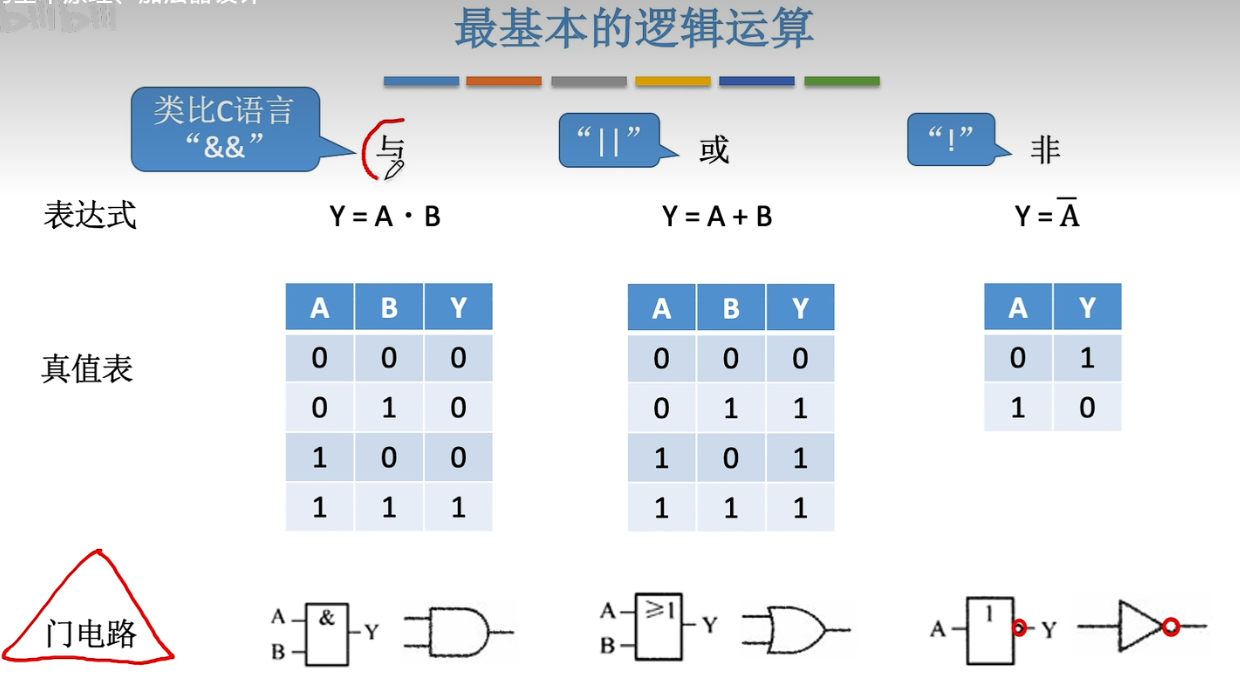 最基本的逻辑运算
类比C语言
“&&”
与
“||”
或
“!”
非
表达式
Y = A · B
Y = A + B
Y = A̅
真值表
A B Y
0 0 0
0 1 0
1 0 0
1 1 1
A B Y
0 0 0
0 1 1
1 0 1
1 1 1
A Y
0 1
1 0
门电路
A
B
&
Y
A
B
≥1
Y
A
1
Y
bilibili